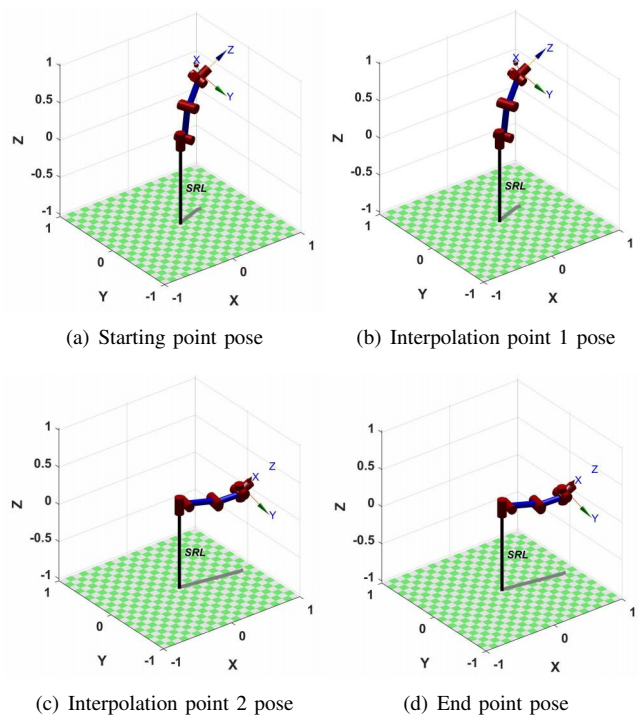 1
0.5
0
-0.5
-1
Z
1
0
-1
Y
-1
0
1
X
SRL
X
Z
Y
(a) Starting point pose
1
0.5
0
-0.5
-1
Z
1
0
-1
Y
-1
0
1
X
SRL
X
Z
Y
(b) Interpolation point 1 pose
1
0.5
0
-0.5
-1
Z
1
0
-1
Y
-1
0
1
X
SRL
X
Z
Y
(c) Interpolation point 2 pose
1
0.5
0
-0.5
-1
Z
1
0
-1
Y
-1
0
1
X
SRL
X
Z
Y
(d) End point pose